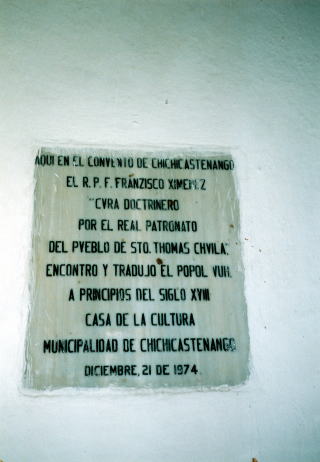 AQUI EN EL CONVENTO DE CHICHICASTENANGO
EL R.P.F. FRANZISCO XIMENEZ
"CVRA DOCTRINERO
POR EL REAL PATRONATO
DEL PVEBLO DE STO. THOMAS CHVILA",
ENCONTRO Y TRADUJO EL POPOL VUH,
A PRINCIPIOS DEL SIGLO XVIII
CASA DE LA CULTURA
MUNICIPALIDAD DE CHICHICASTENANGO
DICIEMBRE, 21 DE 1974.